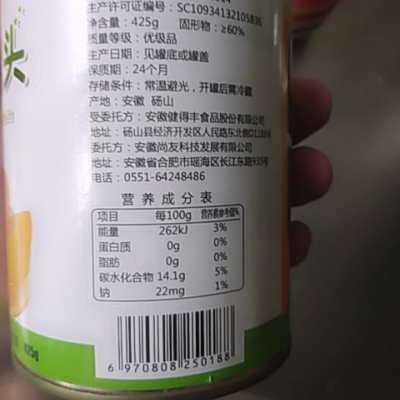 头
生产许可证编号：SC10934132105836
净含量：425g 固形物：≥60%
质量等级：优级品
生产日期：见罐底或罐盖
保质期：24个月
存储条件：常温避光，开罐后需冷藏
产地：安徽 砀山
受委托方：安徽健得丰食品股份有限公司
地址：砀山县经济开发区人民路东北侧D1188号
委托方：安徽尚友科技发展有限公司
地址：安徽省合肥市瑶海区长江东路935号
电话：0551-64248486
营养成分表
项目 每100g 营养素参考值%
能量 262kJ 3%
蛋白质 0g 0%
脂肪 0g 0%
碳水化合物 14.1g 5%
钠 22mg 1%
6 970808 250188
425g